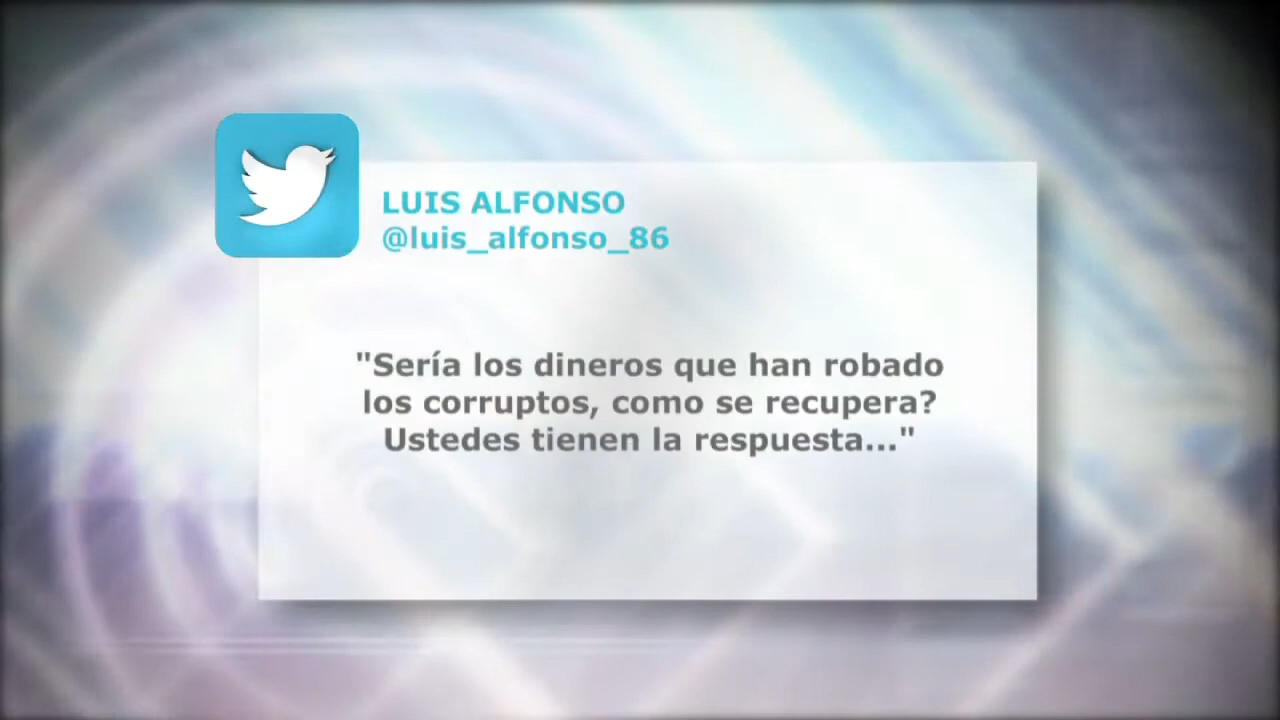 LUIS ALFONSO
@luis_alfonso_86
"Sería los dineros que han robado
los corruptos, como se recupera?
Ustedes tienen la respuesta..."